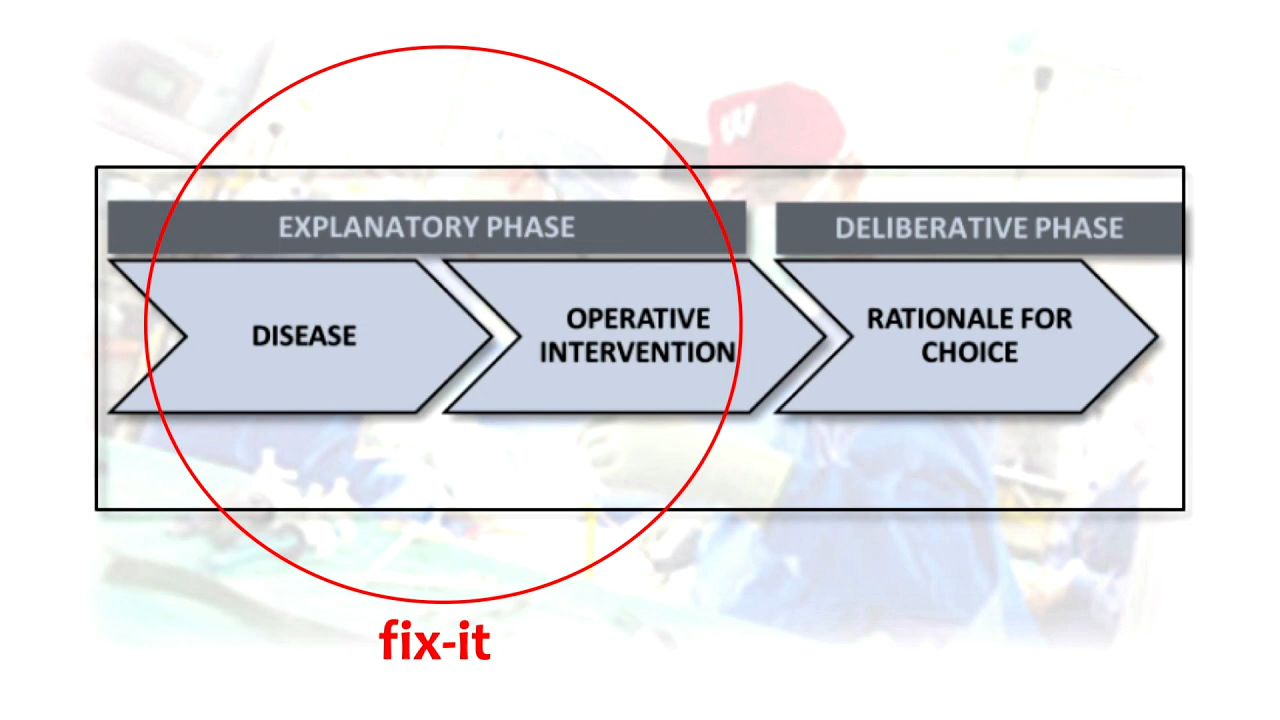 W
EXPLANATORY PHASE
DELIBERATIVE PHASE
DISEASE
OPERATIVE
INTERVENTION
RATIONALE FOR
CHOICE
fix-it